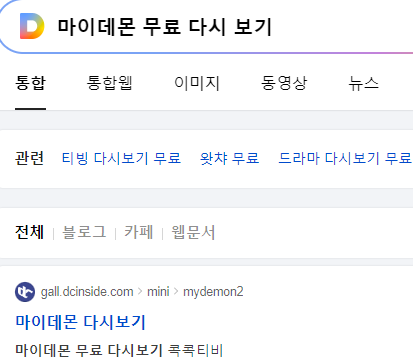 마이데몬 무료 다시 보기
통합 통합웹 이미지 동영상 뉴스
관련 티빙 다시보기 무료 왓챠 무료 드라마 다시보기 무료
전체 블로그 카페 웹문서
gall.dcinside.com > mini > mydemon2
마이데몬 다시보기
마이데몬 무료 다시보기 콕콕티비